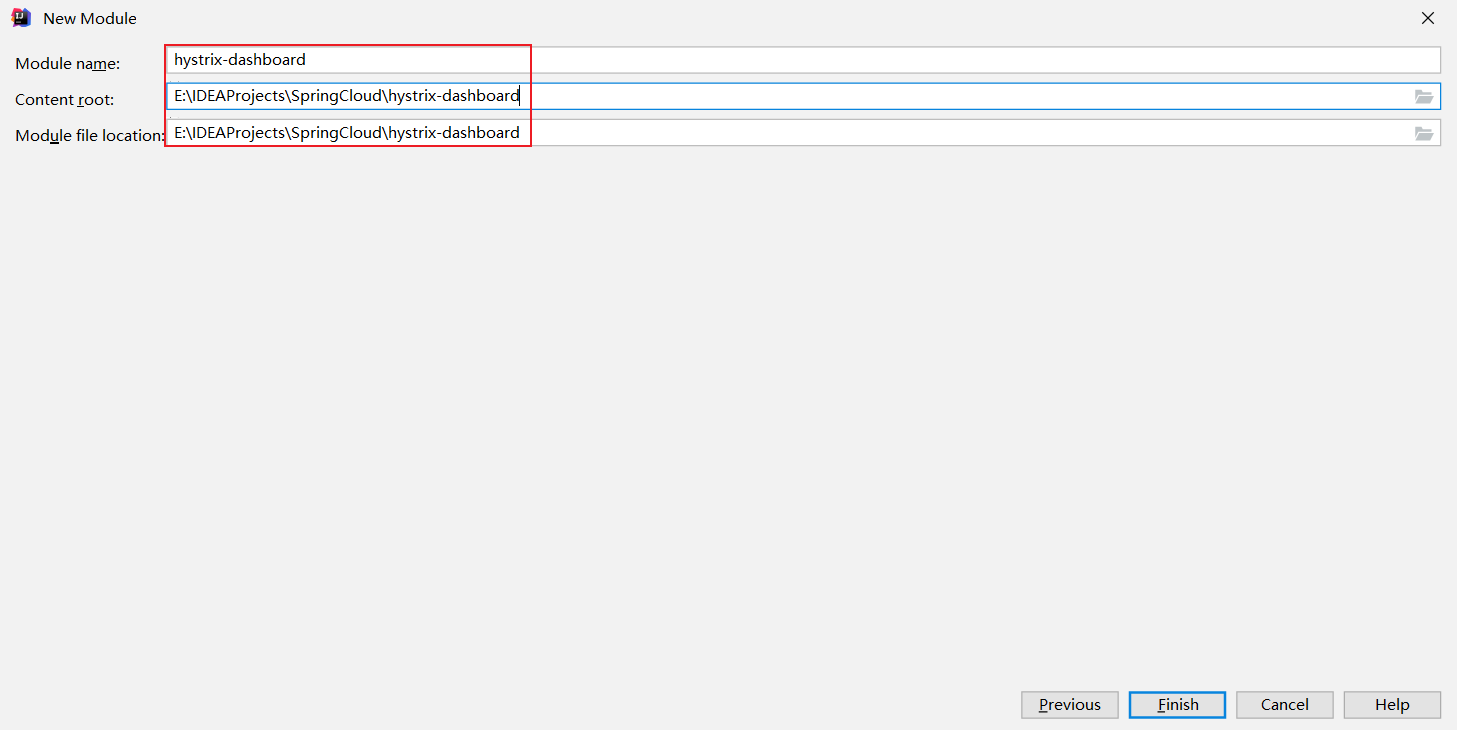 New Module
Module name: hystrix-dashboard
Content root: E:\IDEAProjects\SpringCloud\hystrix-dashboard
Module file location: E:\IDEAProjects\SpringCloud\hystrix-dashboard
Previous Finish Cancel Help